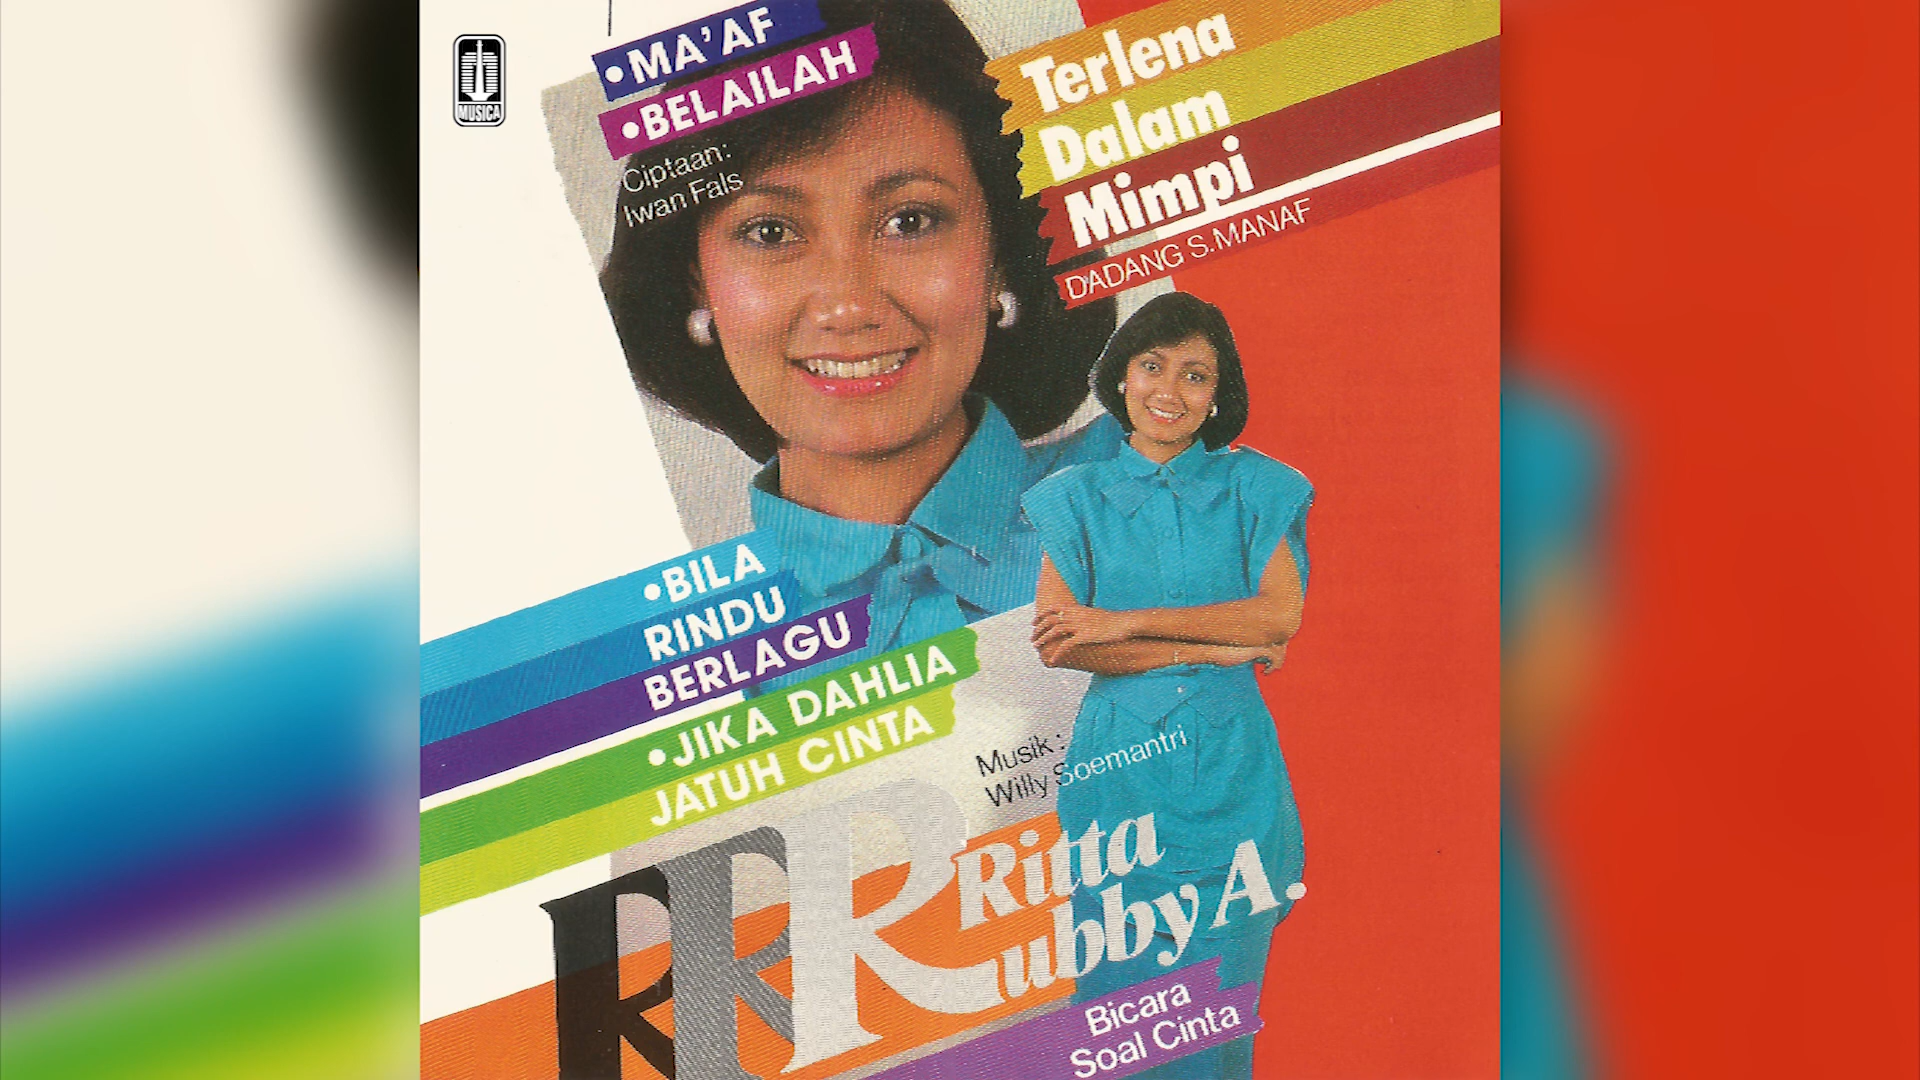 MUSICA
•MA'AF
•BELAILAH
Ciptaan:
Iwan Fals
Terlena
Dalam
Mimpi
DADANG S.MANAF
•BILA
RINDU
BERLAGU
•JIKA DAHLIA
JATUH CINTA
Musik :
Willy Soemantri
RRRitta
Rubby A.
Bicara
Soal Cinta